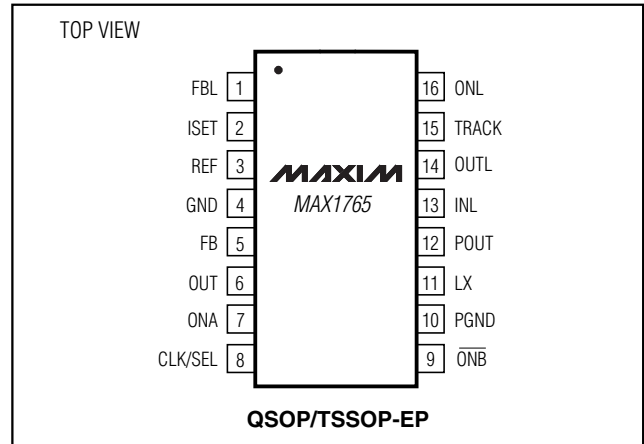 TOP VIEW
FBL 1
ISET 2
REF 3
GND 4
FB 5
OUT 6
ONA 7
CLK/SEL 8
MAXIM
MAX1765
16 ONL
15 TRACK
14 OUTL
13 INL
12 POUT
11 LX
10 PGND
9 ONB
QSOP/TSSOP-EP